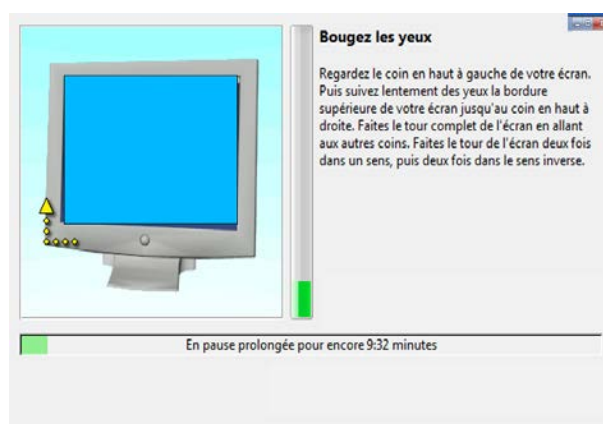 Bougez les yeux
Regardez le coin en haut à gauche de votre écran.
Puis suivez lentement des yeux la bordure
supérieure de votre écran jusqu'au coin en haut à
droite. Faites le tour complet de l'écran en allant
aux autres coins. Faites le tour de l'écran deux fois
dans un sens, puis deux fois dans le sens inverse.
En pause prolongée pour encore 9:32 minutes